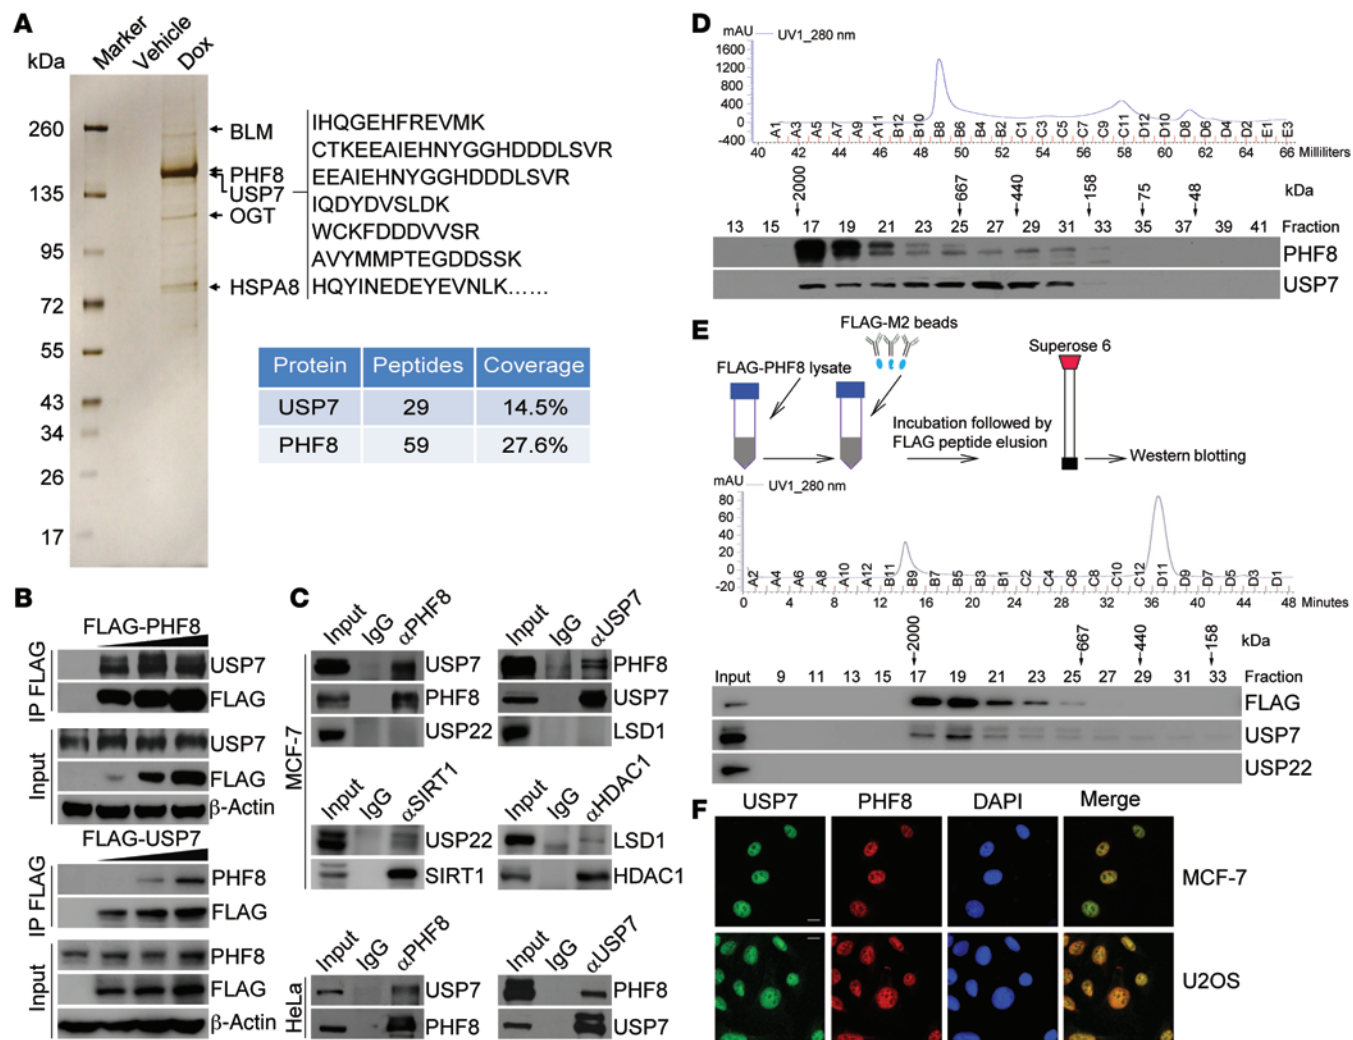 A
Marker
Vehicle
Dox
kDa
260
135
95
72
55
43
34
26
17
BLM
PHF8
USP7
OGT
HSPA8
IHQGEHFREVMK
CTKEEAIEHNYGGHDDDLSVR
EEAIEHNYGGHDDDLSVR
IQDYDVSLDK
WCKFDDDVVSR
AVYMMPTEGDDSSK
HQYINEDEYEVNLK......
Protein Peptides Coverage
USP7 29 14.5%
PHF8 59 27.6%
B
FLAG-PHF8
IP FLAG
USP7
FLAG
Input
USP7
FLAG
β-Actin
FLAG-USP7
IP FLAG
PHF8
FLAG
Input
PHF8
FLAG
β-Actin
C
MCF-7
Input IgG αPHF8
USP7
PHF8
USP22
Input IgG αUSP7
PHF8
USP7
LSD1
Input IgG αSIRT1
USP22
SIRT1
Input IgG αHDAC1
LSD1
HDAC1
HeLa
Input IgG αPHF8
USP7
PHF8
Input IgG αUSP7
PHF8
USP7
D
mAU UV1_280 nm
1600
1200
800
400
0
-400
A1 A3 A5 A7 A9 A11 B12 B10 B8 B6 B4 B2 C1 C3 C5 C7 C9 C11 D12 D10 D8 D6 D4 D2 E1 E3
40 42 44 46 48 50 52 54 56 58 60 62 64 66 Milliliters
2000 667 440 158 75 48 kDa
13 15 17 19 21 23 25 27 29 31 33 35 37 39 41 Fraction
PHF8
USP7
E
FLAG-M2 beads
FLAG-PHF8 lysate
Superose 6
Incubation followed by
FLAG peptide elusion
Western blotting
mAU UV1_280 nm
80
60
40
20
0
-20
A2 A4 A6 A8 A10 A12 B11 B9 B7 B5 B3 B1 C2 C4 C6 C8 C10 C12 D11 D9 D7 D5 D3 D1
0 4 8 12 16 20 24 28 32 36 40 44 48 Minutes
2000 667 440 158 kDa
Input 9 11 13 15 17 19 21 23 25 27 29 31 33 Fraction
FLAG
USP7
USP22
F
USP7 PHF8 DAPI Merge
MCF-7
U2OS